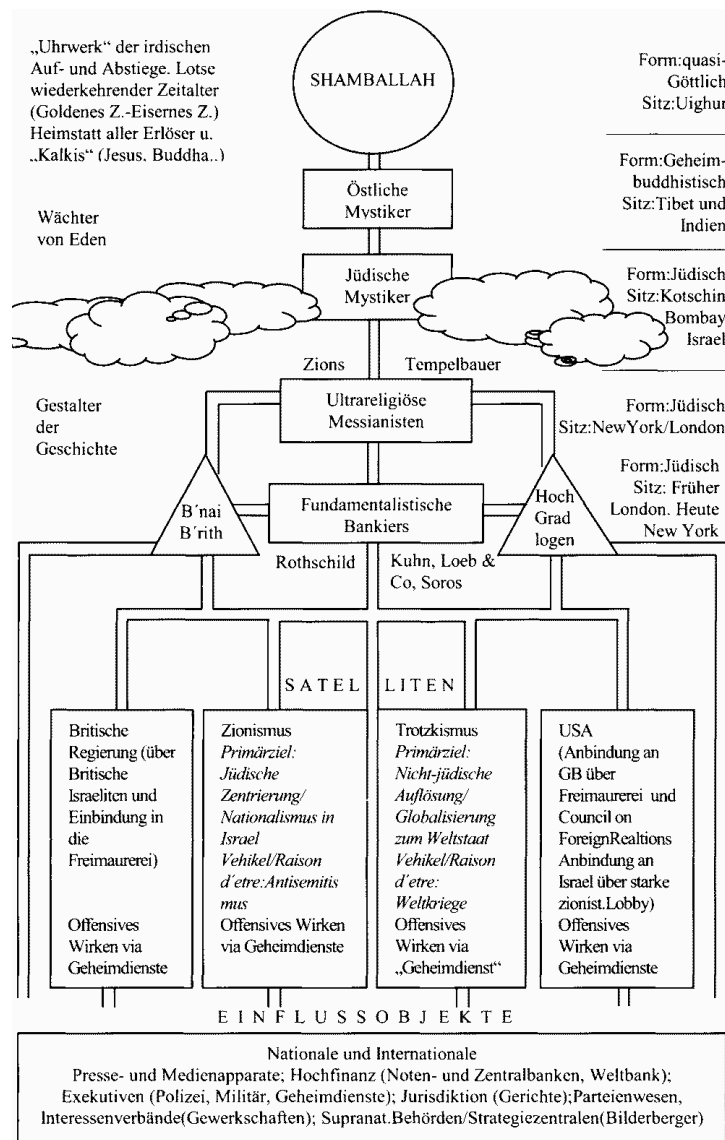 „Uhrwerk“ der irdischen
Auf- und Abstiege. Lotse
wiederkehrender Zeitalter
(Goldenes Z.-Eisernes Z.)
Heimstatt aller Erlöser u.
„Kalkis“ (Jesus, Buddha..)
SHAMBALLAH
Form:quasi-
Göttlich
Sitz:Uighur
Östliche
Mystiker
Form:Geheim-
buddhistisch
Sitz:Tibet und
Indien
Wächter
von Eden
Jüdische
Mystiker
Form:Jüdisch
Sitz:Kotschin
Bombay
Israel
Zions
Tempelbauer
Gestalter
der
Geschichte
Ultrareligiöse
Messianisten
Form:Jüdisch
Sitz:NewYork/London
B´nai
B´rith
Fundamentalistische
Bankiers
Hoch
Grad
logen
Form:Jüdisch
Sitz: Früher
London. Heute
New York
Rothschild
Kuhn, Loeb &
Co, Soros
SATELLITEN
Britische
Regierung (über
Britische
Israeliten und
Einbindung in
die
Freimaurerei)
Offensives
Wirken via
Geheimdienste
Zionismus
Primärziel:
Jüdische
Zentrierung/
Nationalismus in
Israel
Vehikel/Raison
d´etre:Antisemitis
mus
Offensives Wirken
via Geheimdienste
Trotzkismus
Primärziel:
Nicht-jüdische
Auflösung/
Globalisierung
zum Weltstaat
Vehikel/Raison
d´etre:
Weltkriege
Offensives
Wirken via
„Geheimdienst“
USA
(Anbindung an
GB über
Freimaurerei und
Council on
ForeignRealtions
Anbindung an
Israel über starke
zionist.Lobby)
Offensives
Wirken via
Geheimdienste
EINFLUSSOBJEKTE
Nationale und Internationale
Presse- und Medienapparate; Hochfinanz (Noten- und Zentralbanken, Weltbank);
Exekutiven (Polizei, Militär, Geheimdienste); Jurisdiktion (Gerichte);Parteienwesen,
Interessenverbände(Gewerkschaften); Supranat.Behörden/Strategiezentralen(Bilderberger)